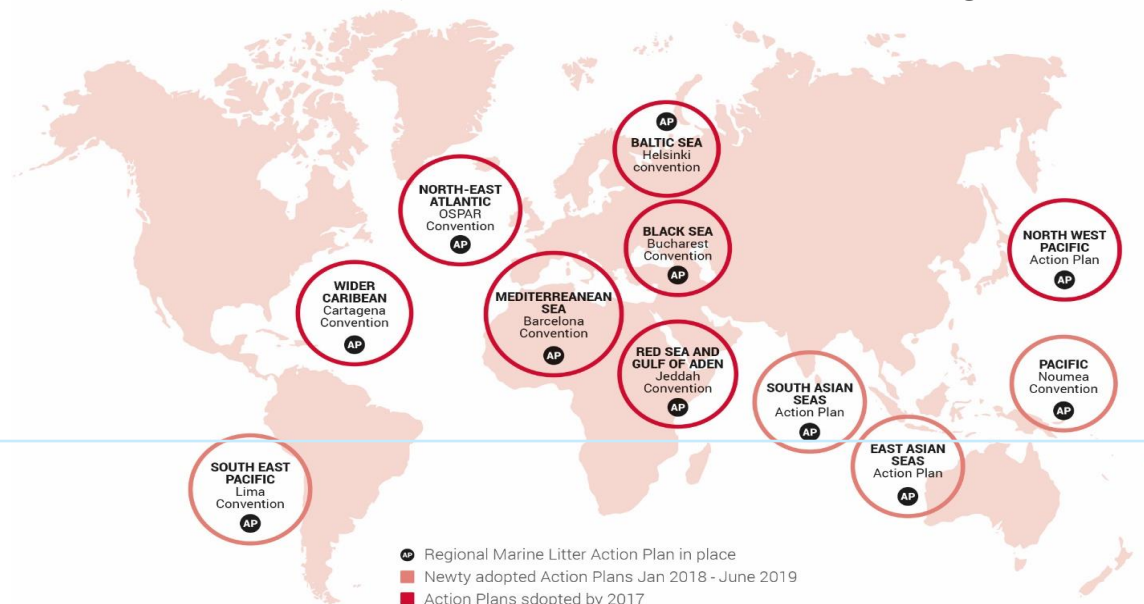 AP
BALTIC SEA
Helsinki
convention
NORTH-EAST
ATLANTIC
OSPAR
Convention
AP
BLACK SEA
Bucharest
Convention
AP
NORTH WEST
PACIFIC
Action Plan
AP
WIDER
CARIBEAN
Cartagena
Convention
AP
MEDITERREANEAN
SEA
Barcelona
Convention
AP
RED SEA AND
GULF OF ADEN
Jeddah
Convention
AP
SOUTH ASIAN
SEAS
Action Plan
AP
PACIFIC
Noumea
Convention
AP
EAST ASIAN
SEAS
Action Plan
AP
SOUTH EAST
PACIFIC
Lima
Convention
AP
AP Regional Marine Litter Action Plan in place
Newty adopted Action Plans Jan 2018 - June 2019
Action Plans sdopted by 2017